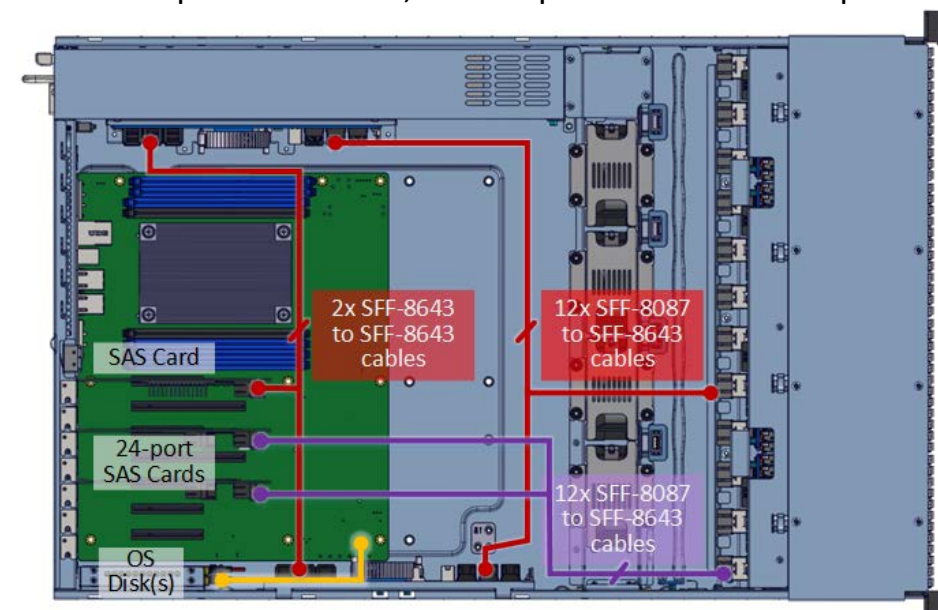 2x SFF-8643
to SFF-8643
cables
12x SFF-8087
to SFF-8643
cables
SAS Card
24-port
SAS Cards
12x SFF-8087
to SFF-8643
cables
OS
Disk(s)